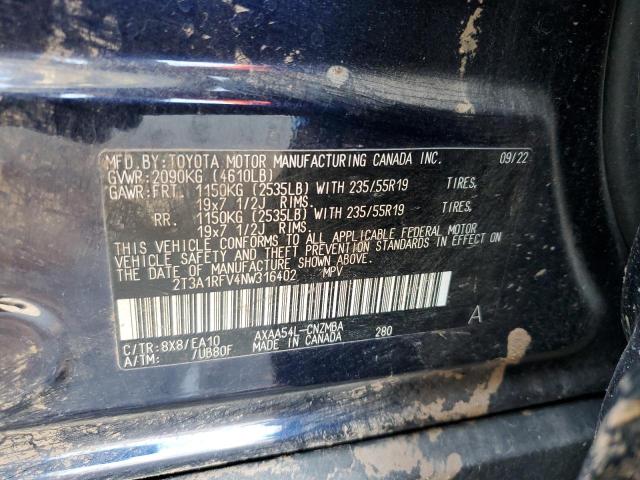 MFD.BY:TOYOTA MOTOR MANUFACTURING CANADA INC. 09/22
GVWR:2090KG (4610LB)
GAWR:FRT. 1150KG (2535LB) WITH 235/55R19 TIRES,
19x7 1/2J RIMS.
RR. 1150KG (2535LB) WITH 235/55R19 TIRES,
19x7 1/2J RIMS.
THIS VEHICLE CONFORMS TO ALL APPLICABLE FEDERAL MOTOR
VEHICLE SAFETY AND THEFT PREVENTION STANDARDS IN EFFECT ON
THE DATE OF MANUFACTURE SHOWN ABOVE.
2T3A1RFV4NW316402 MPV
A
C/TR:8X8/EA10 AXAA54L-CNZMBA 280
A/TM: /UB80F MADE IN CANADA